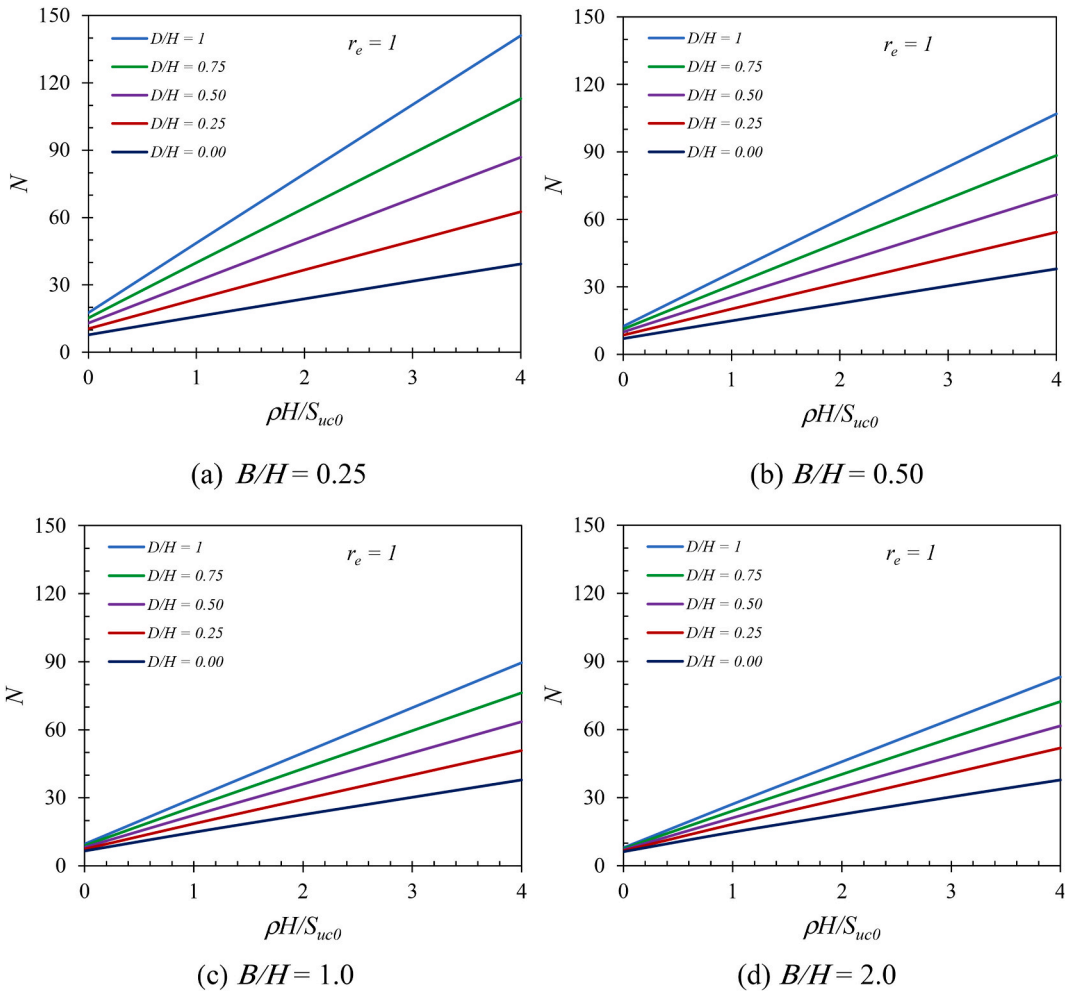 150
120
90
60
30
0
N
D/H = 1
D/H = 0.75
D/H = 0.50
D/H = 0.25
D/H = 0.00
r_e = 1
0 1 2 3 4
ρH/S_uc0
(a) B/H = 0.25
150
120
90
60
30
0
N
D/H = 1
D/H = 0.75
D/H = 0.50
D/H = 0.25
D/H = 0.00
r_e = 1
0 1 2 3 4
ρH/S_uc0
(b) B/H = 0.50
150
120
90
60
30
0
N
D/H = 1
D/H = 0.75
D/H = 0.50
D/H = 0.25
D/H = 0.00
r_e = 1
0 1 2 3 4
ρH/S_uc0
(c) B/H = 1.0
150
120
90
60
30
0
N
D/H = 1
D/H = 0.75
D/H = 0.50
D/H = 0.25
D/H = 0.00
r_e = 1
0 1 2 3 4
ρH/S_uc0
(d) B/H = 2.0